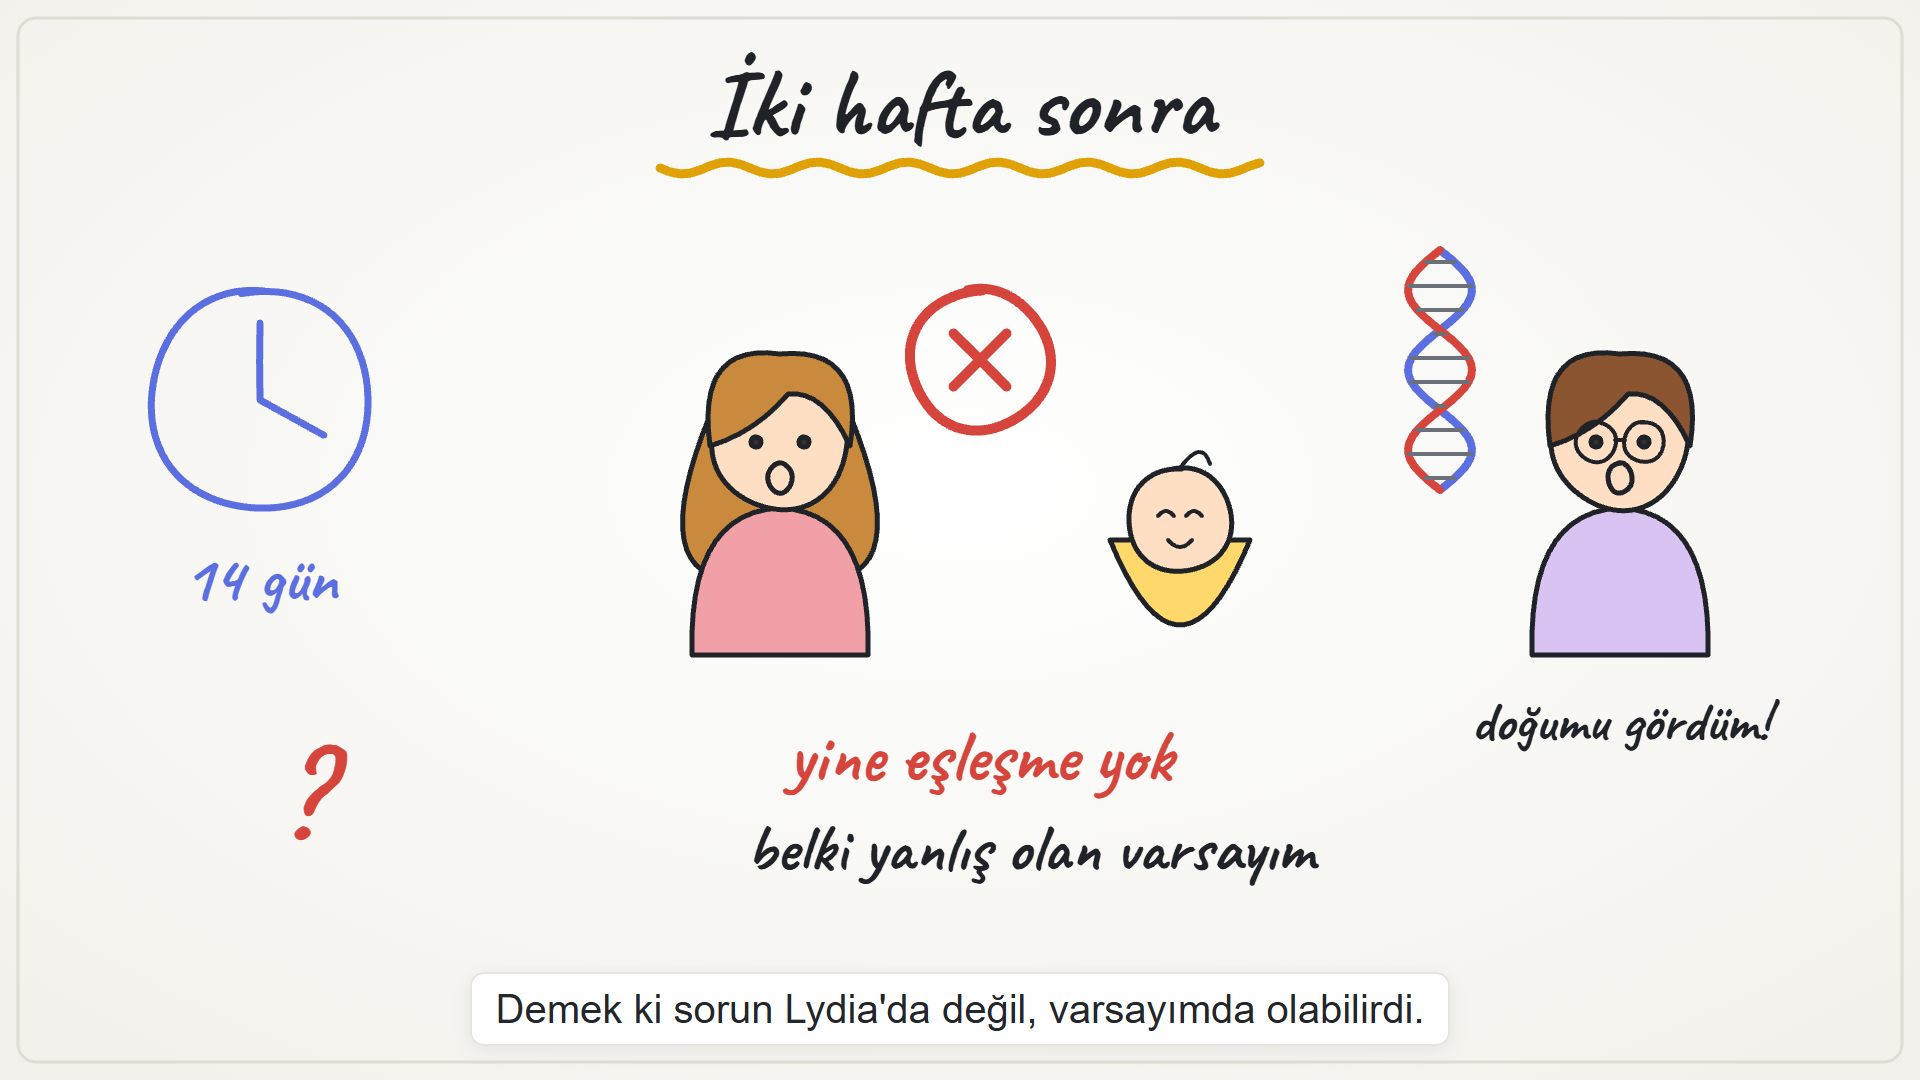 İki hafta sonra
14 gün
doğumu gördüm!
?
yine eşleşme yok
belki yanlış olan varsayım
Demek ki sorun Lydia'da değil, varsayımda olabilirdi.